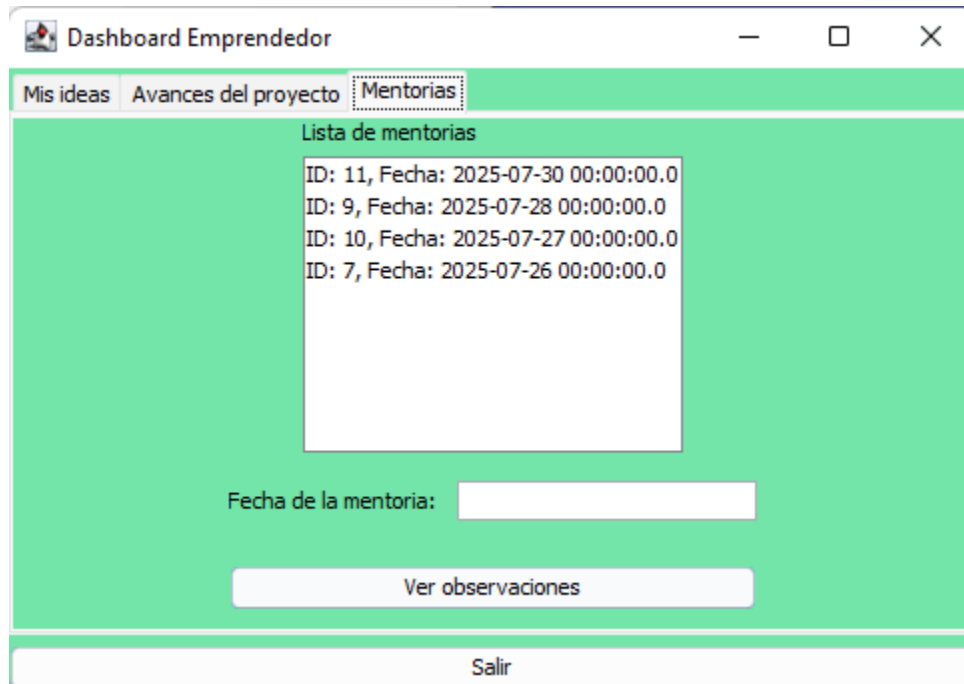 Dashboard Emprendedor
Mis ideas Avances del proyecto Mentorias
Lista de mentorias
ID: 11, Fecha: 2025-07-30 00:00:00.0
ID: 9, Fecha: 2025-07-28 00:00:00.0
ID: 10, Fecha: 2025-07-27 00:00:00.0
ID: 7, Fecha: 2025-07-26 00:00:00.0
Fecha de la mentoria:
Ver observaciones
Salir